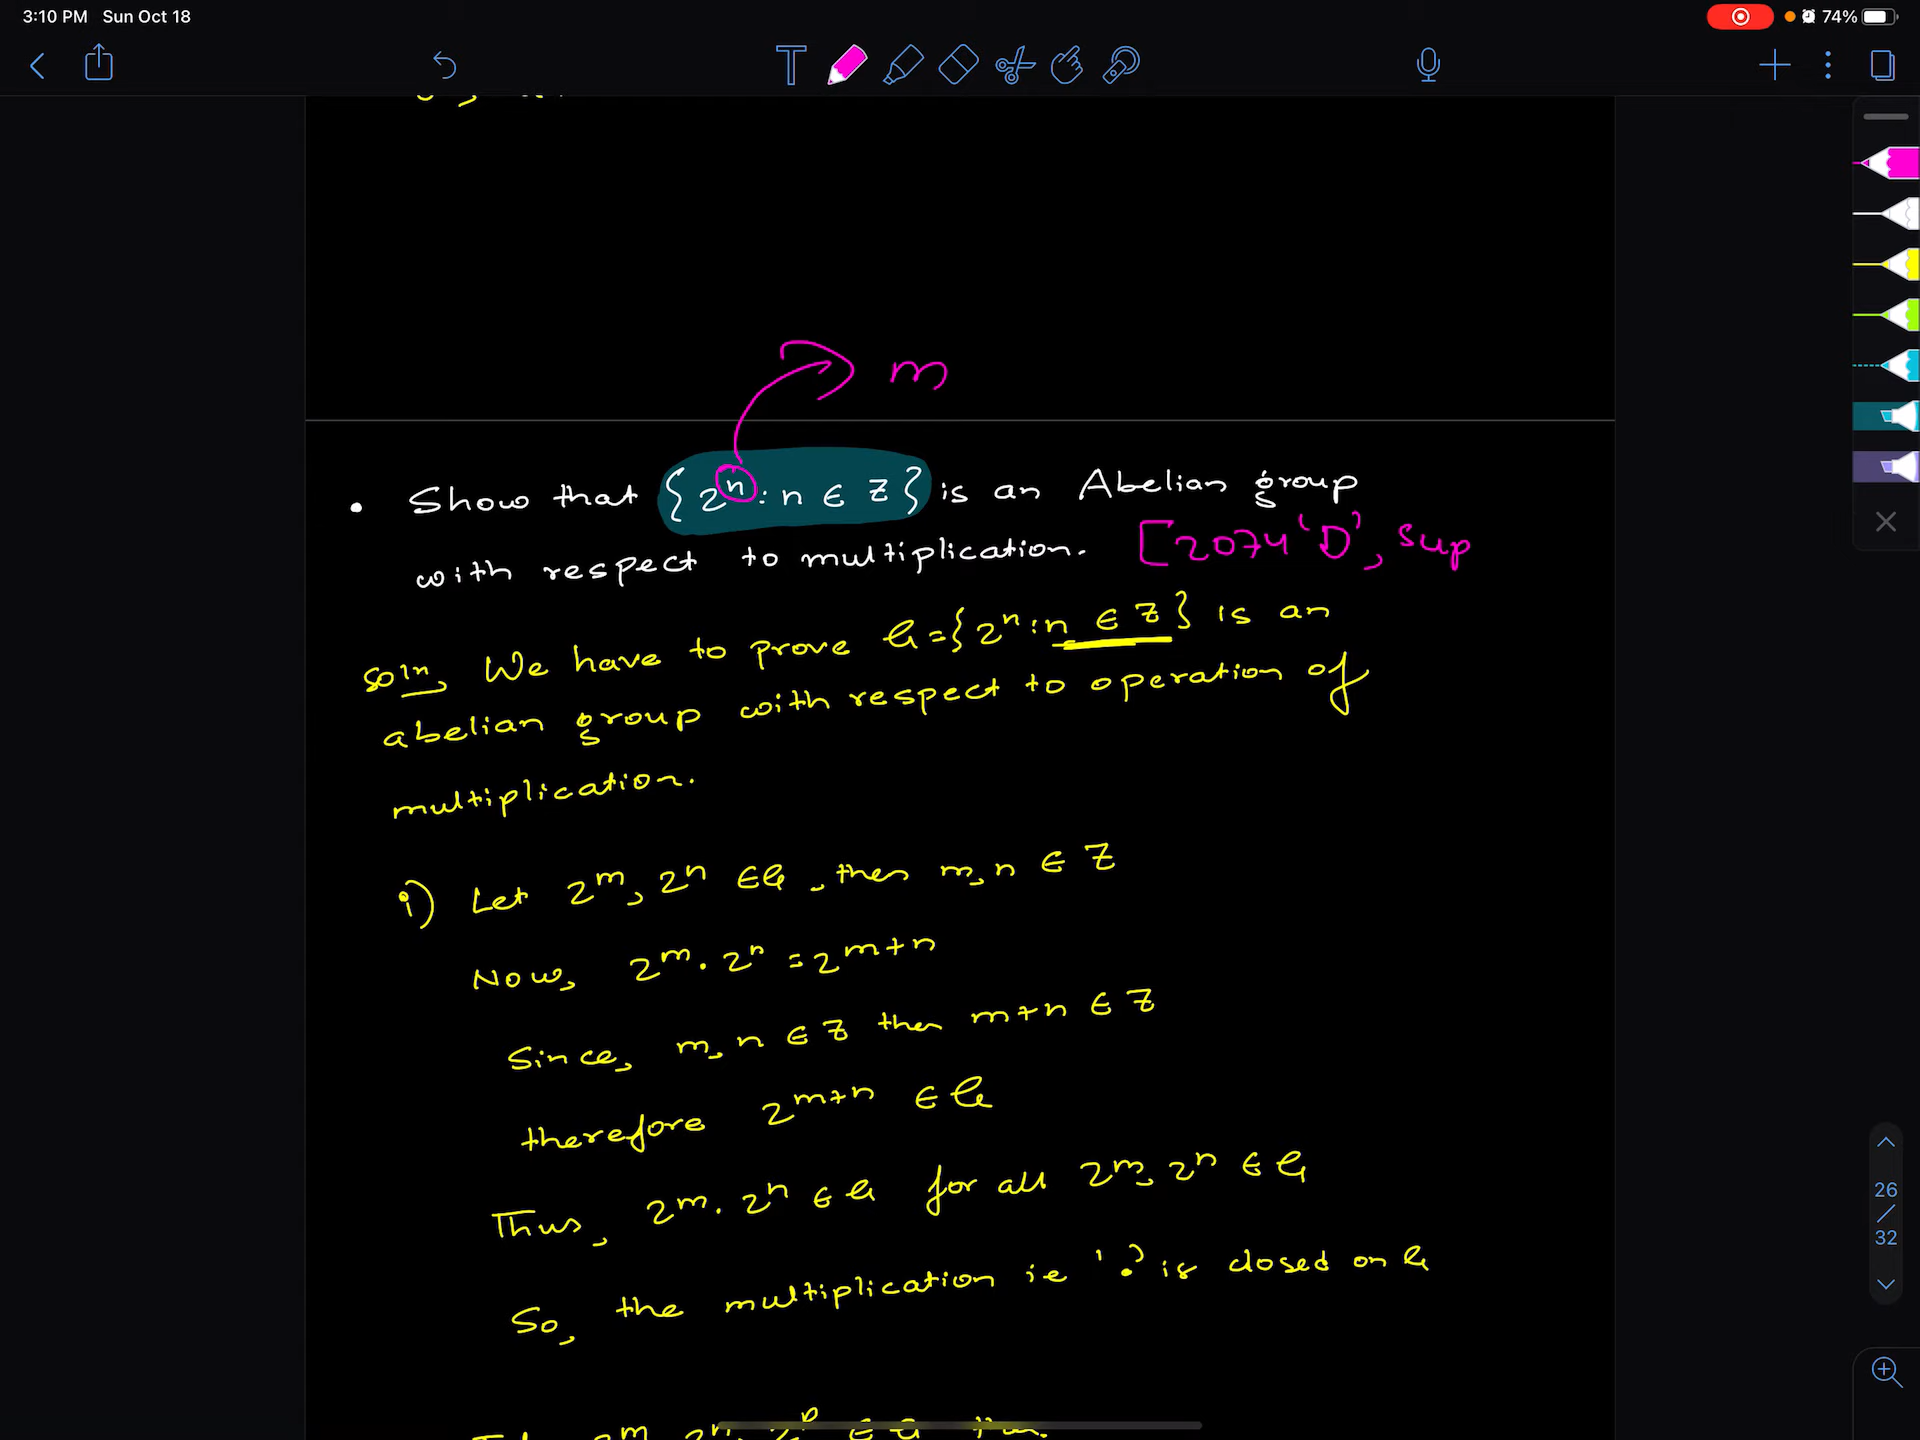 3:10 PM Sun Oct 18
74%
m
• Show that {2ⁿ : n ∈ Z} is an Abelian group
with respect to multiplication. [2074 'D', sup
soln, We have to prove G = {2ⁿ : n ∈ Z} is an
abelian group with respect to operation of
multiplication.
i) Let 2ᵐ, 2ⁿ ∈ G, then m, n ∈ Z
Now, 2ᵐ . 2ⁿ = 2ᵐ⁺ⁿ
Since, m, n ∈ Z then m+n ∈ Z
therefore 2ᵐ⁺ⁿ ∈ G
Thus, 2ᵐ . 2ⁿ ∈ G for all 2ᵐ, 2ⁿ ∈ G
So, the multiplication ie '.' is closed on G
26
/
32